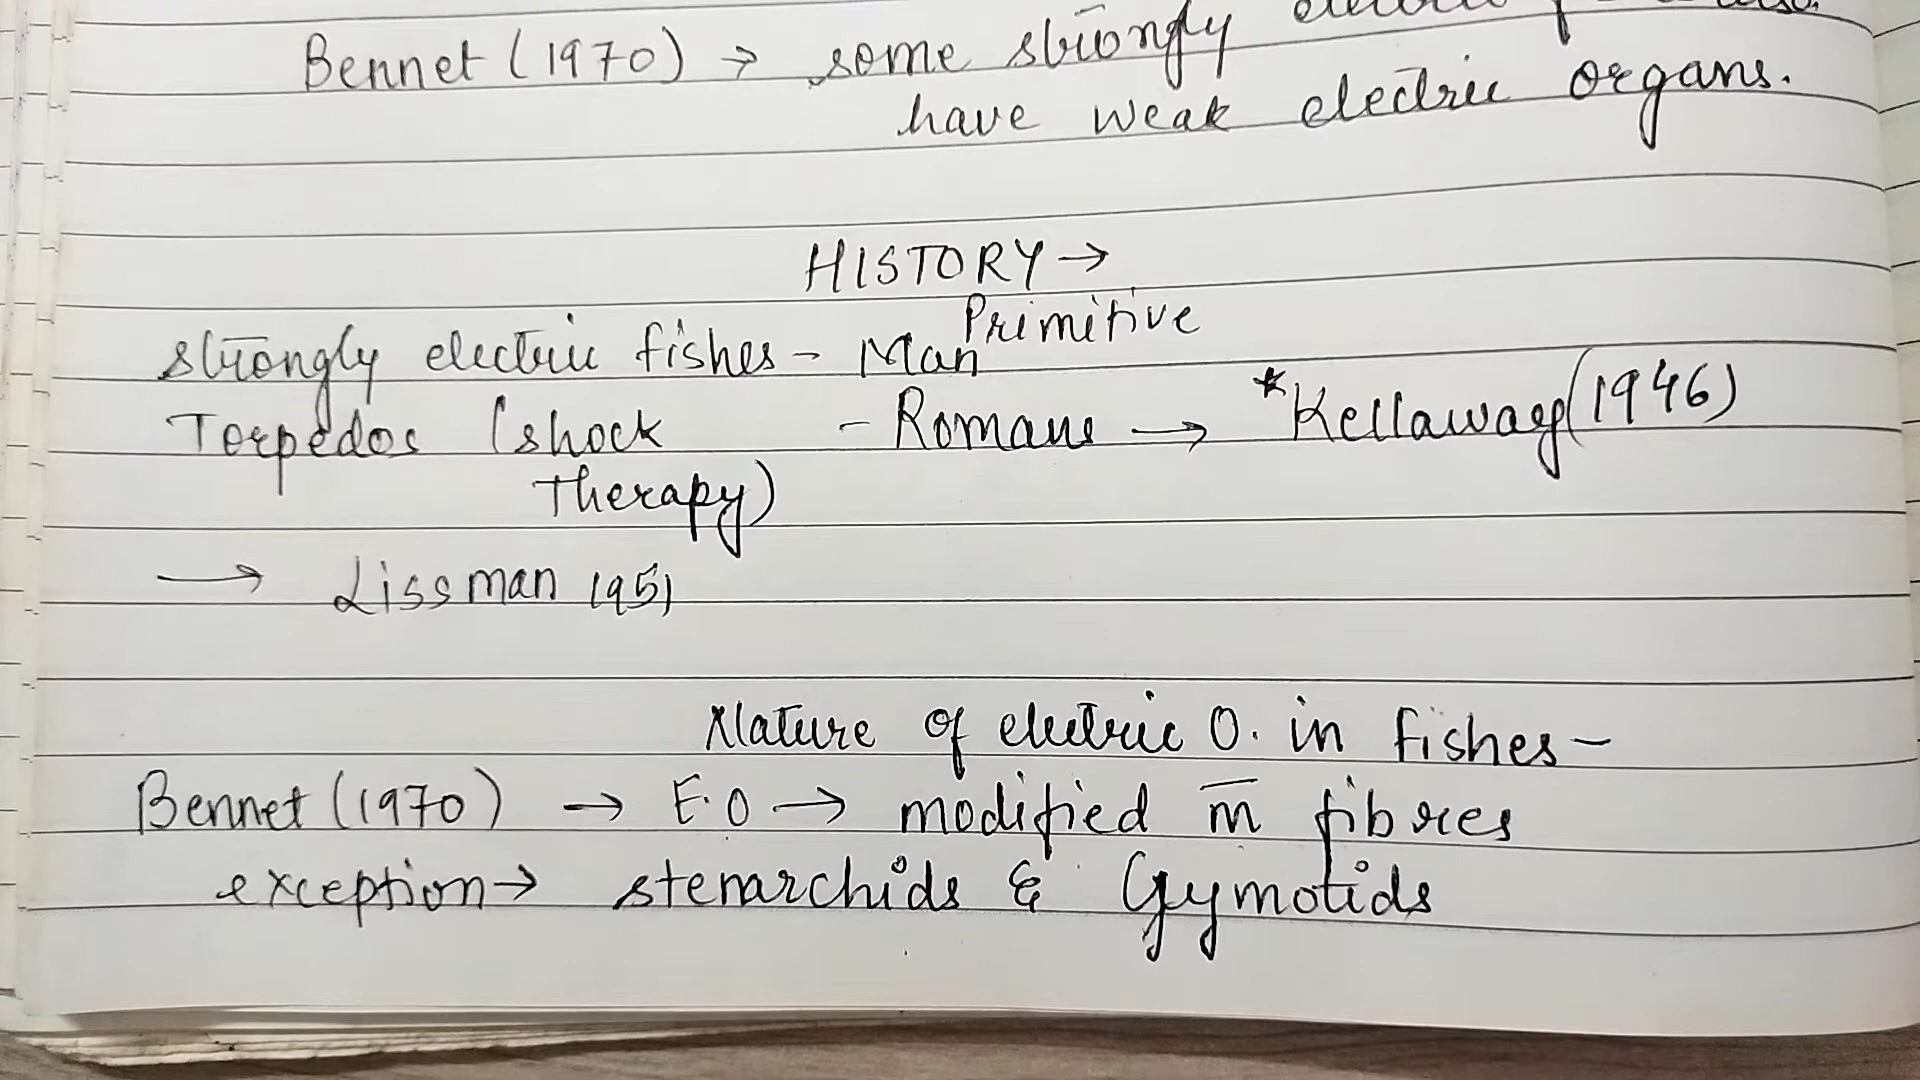 Bennet (1970) → some strongly
have weak electric organs.
HISTORY →
Primitive
strongly electric fishes - Man
Torpedos (shock - Romans → *Kellaway (1946)
Therapy)
→ Lissman 1951
Nature of electric O. in fishes -
Bennet (1970) → E.O → modified m̄ fibres
exception → sternarchids & Gymotids